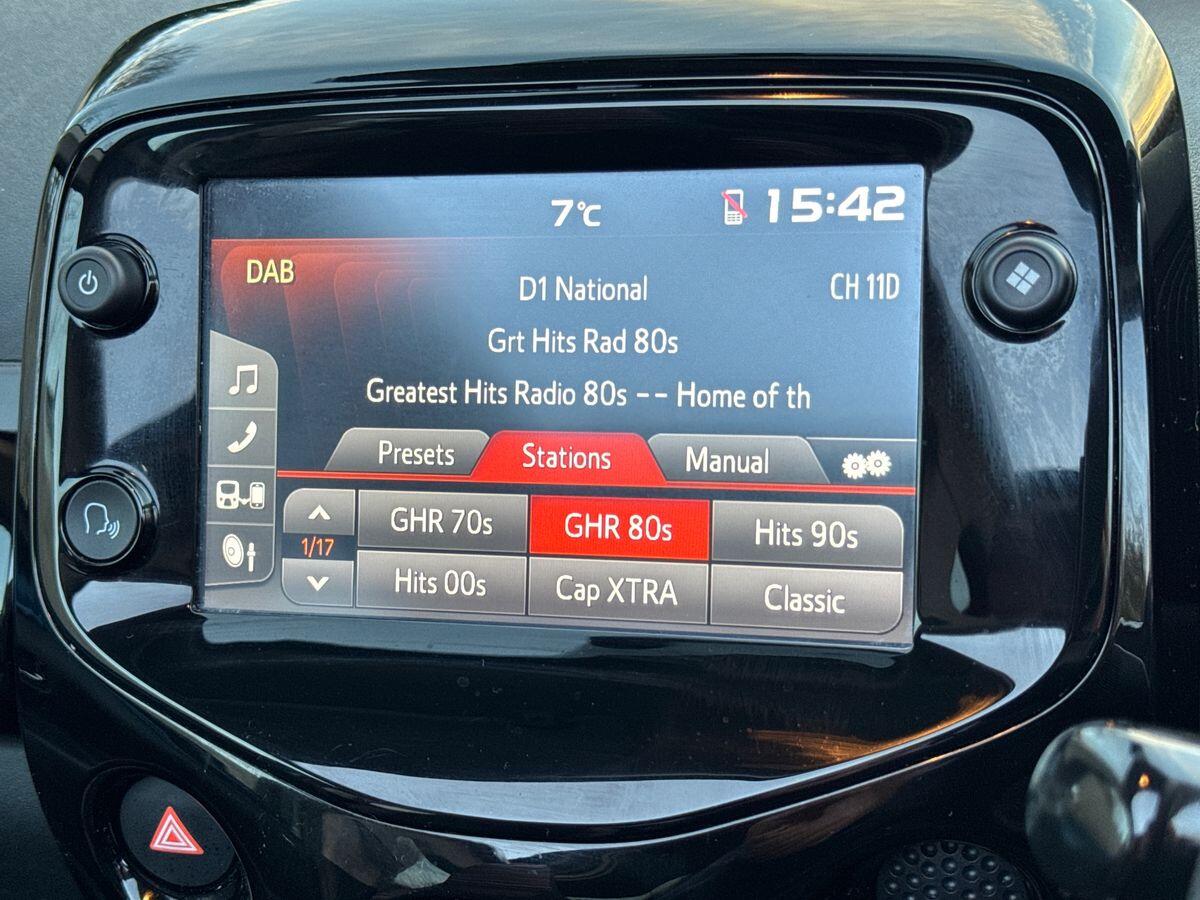 7°C
15:42
DAB
D1 National
CH 11D
Grt Hits Rad 80s
Greatest Hits Radio 80s -- Home of th
Presets
Stations
Manual
GHR 70s
GHR 80s
Hits 90s
1/17
Hits 00s
Cap XTRA
Classic